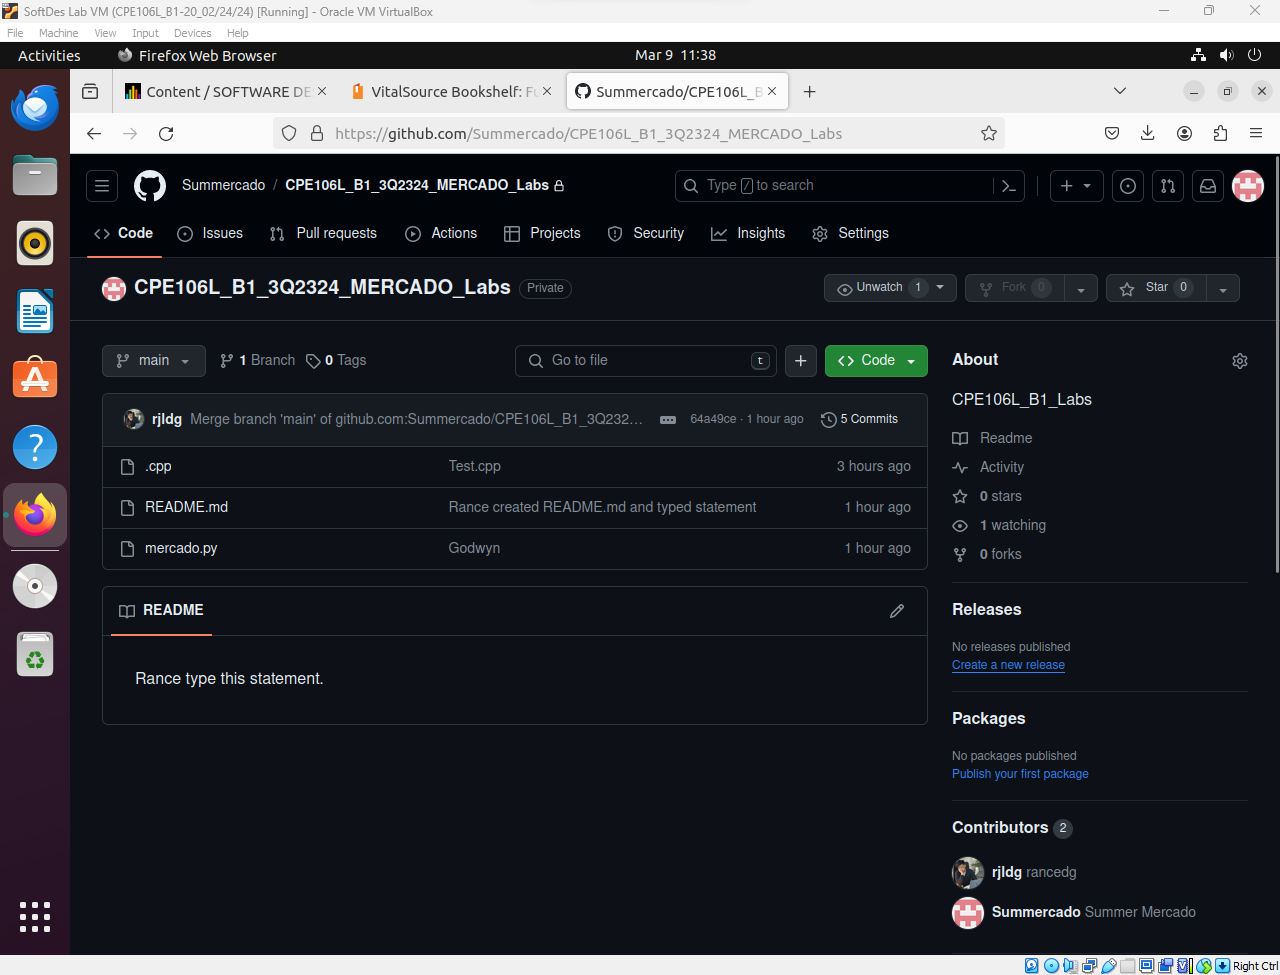 SoftDes Lab VM (CPE106L_B1-20_02/24/24) [Running] - Oracle VM VirtualBox
File Machine View Input Devices Help
Activities Firefox Web Browser Mar 9 11:38
Content / SOFTWARE DE VitalSource Bookshelf: Fu Summercado/CPE106L_B
https://github.com/Summercado/CPE106L_B1_3Q2324_MERCADO_Labs
Summercado / CPE106L_B1_3Q2324_MERCADO_Labs Type / to search
Code Issues Pull requests Actions Projects Security Insights Settings
CPE106L_B1_3Q2324_MERCADO_Labs Private Unwatch 1 Fork 0 Star 0
main 1 Branch 0 Tags Go to file t + Code
rjldg Merge branch 'main' of github.com:Summercado/CPE106L_B1_3Q232... 64a49ce · 1 hour ago 5 Commits
.cpp Test.cpp 3 hours ago
README.md Rance created README.md and typed statement 1 hour ago
mercado.py Godwyn 1 hour ago
README
Rance type this statement.
About
CPE106L_B1_Labs
Readme
Activity
0 stars
1 watching
0 forks
Releases
No releases published
Create a new release
Packages
No packages published
Publish your first package
Contributors 2
rjldg rancedg
Summercado Summer Mercado
Right Ctrl